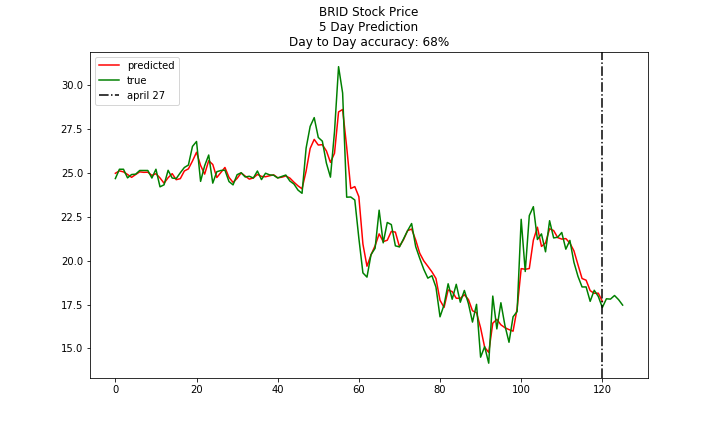 BRID Stock Price
5 Day Prediction
Day to Day accuracy: 68%
predicted
true
april 27
30.0
27.5
25.0
22.5
20.0
17.5
15.0
0 20 40 60 80 100 120